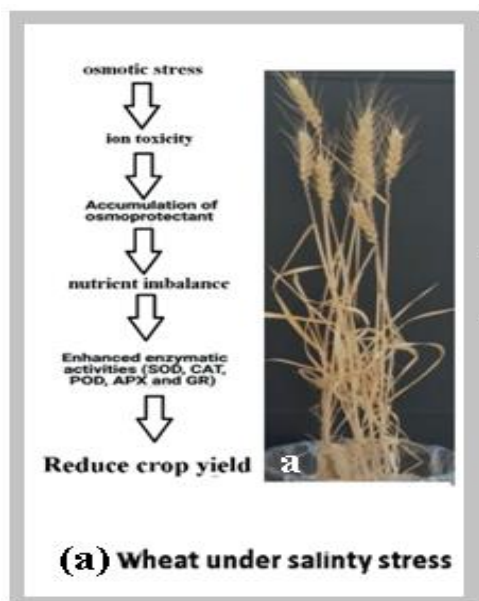 osmotic stress
ion toxicity
Accumulation of
osmoprotectant
nutrient imbalance
Enhanced enzymatic
activities (SOD, CAT,
POD, APX and GR)
Reduce crop yield
a
(a) Wheat under salinty stress